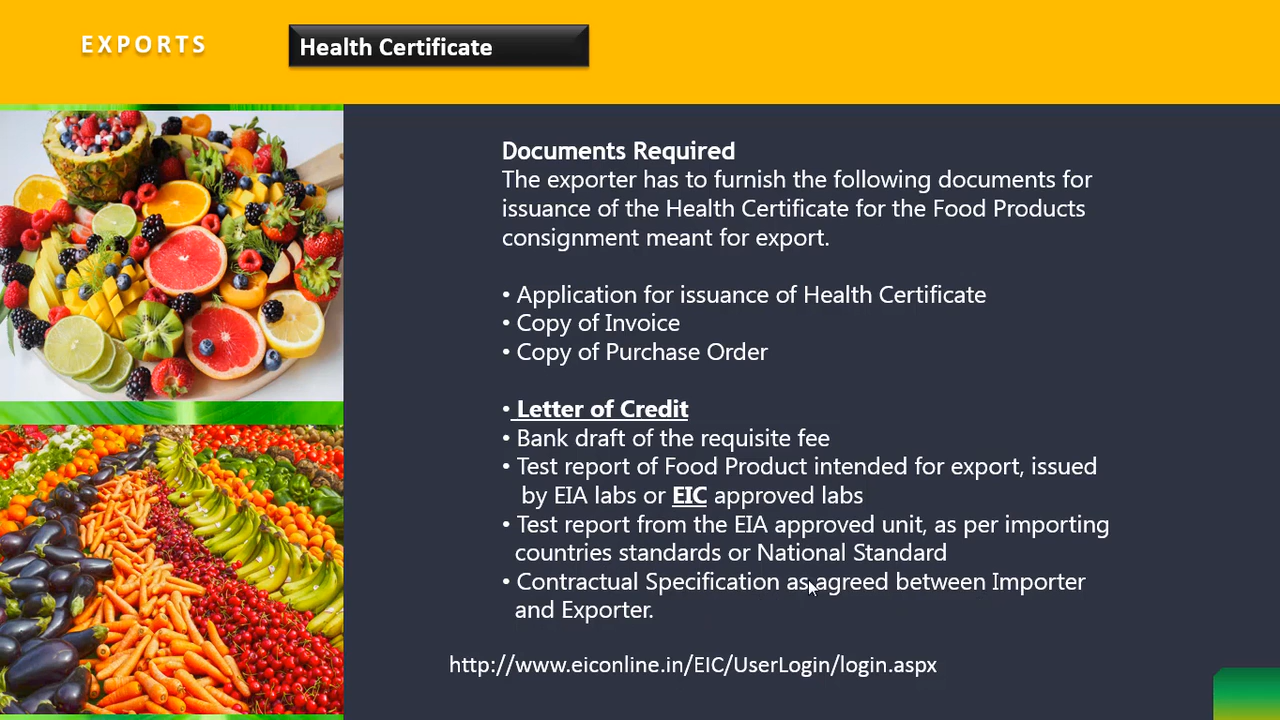 EXPORTS
Health Certificate
Documents Required
The exporter has to furnish the following documents for
issuance of the Health Certificate for the Food Products
consignment meant for export.
• Application for issuance of Health Certificate
• Copy of Invoice
• Copy of Purchase Order
• Letter of Credit
• Bank draft of the requisite fee
• Test report of Food Product intended for export, issued
by EIA labs or EIC approved labs
• Test report from the EIA approved unit, as per importing
countries standards or National Standard
• Contractual Specification as agreed between Importer
and Exporter.
http://www.eiconline.in/EIC/UserLogin/login.aspx